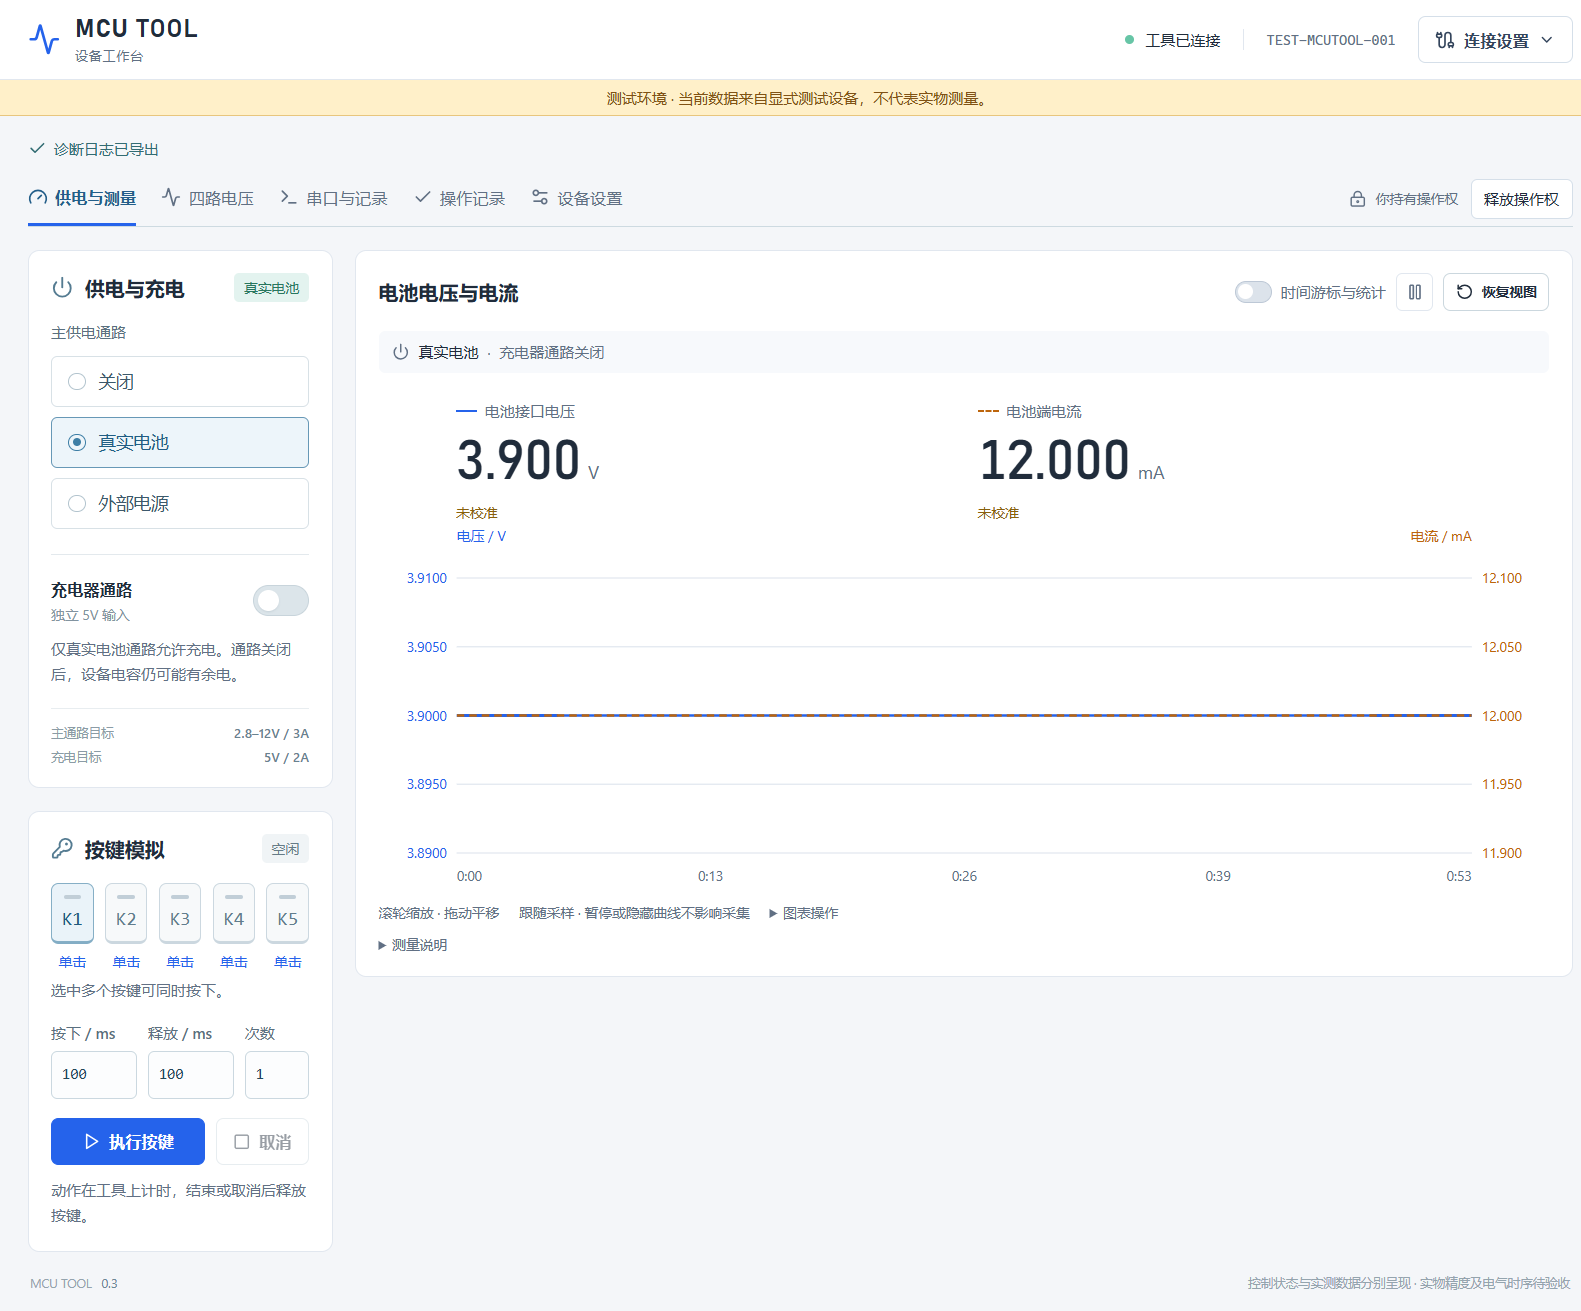 MCU TOOL
设备工作台
工具已连接
TEST-MCUTOOL-001
连接设置
测试环境 · 当前数据来自显式测试设备，不代表实物测量。
诊断日志已导出
供电与测量
四路电压
串口与记录
操作记录
设备设置
你持有操作权
释放操作权
供电与充电
真实电池
主供电通路
关闭
真实电池
外部电源
充电器通路
独立 5V 输入
仅真实电池通路允许充电。通路关闭
后，设备电容仍可能有余电。
主通路目标 2.8–12V / 3A
充电目标 5V / 2A
按键模拟
空闲
K1 K2 K3 K4 K5
单击 单击 单击 单击 单击
选中多个按键可同时按下。
按下 / ms 释放 / ms 次数
100 100 1
执行按键
取消
动作在工具上计时，结束或取消后释放
按键。
电池电压与电流
时间游标与统计
恢复视图
真实电池 · 充电器通路关闭
电池接口电压
3.900 V
未校准
电池端电流
12.000 mA
未校准
电压 / V
电流 / mA
3.9100 12.100
3.9050 12.050
3.9000 12.000
3.8950 11.950
3.8900 11.900
0:00 0:13 0:26 0:39 0:53
滚轮缩放 · 拖动平移 跟随采样 · 暂停或隐藏曲线不影响采集 图表操作
测量说明
MCU TOOL 0.3
控制状态与实测数据分别呈现 · 实物精度及电气时序待验收